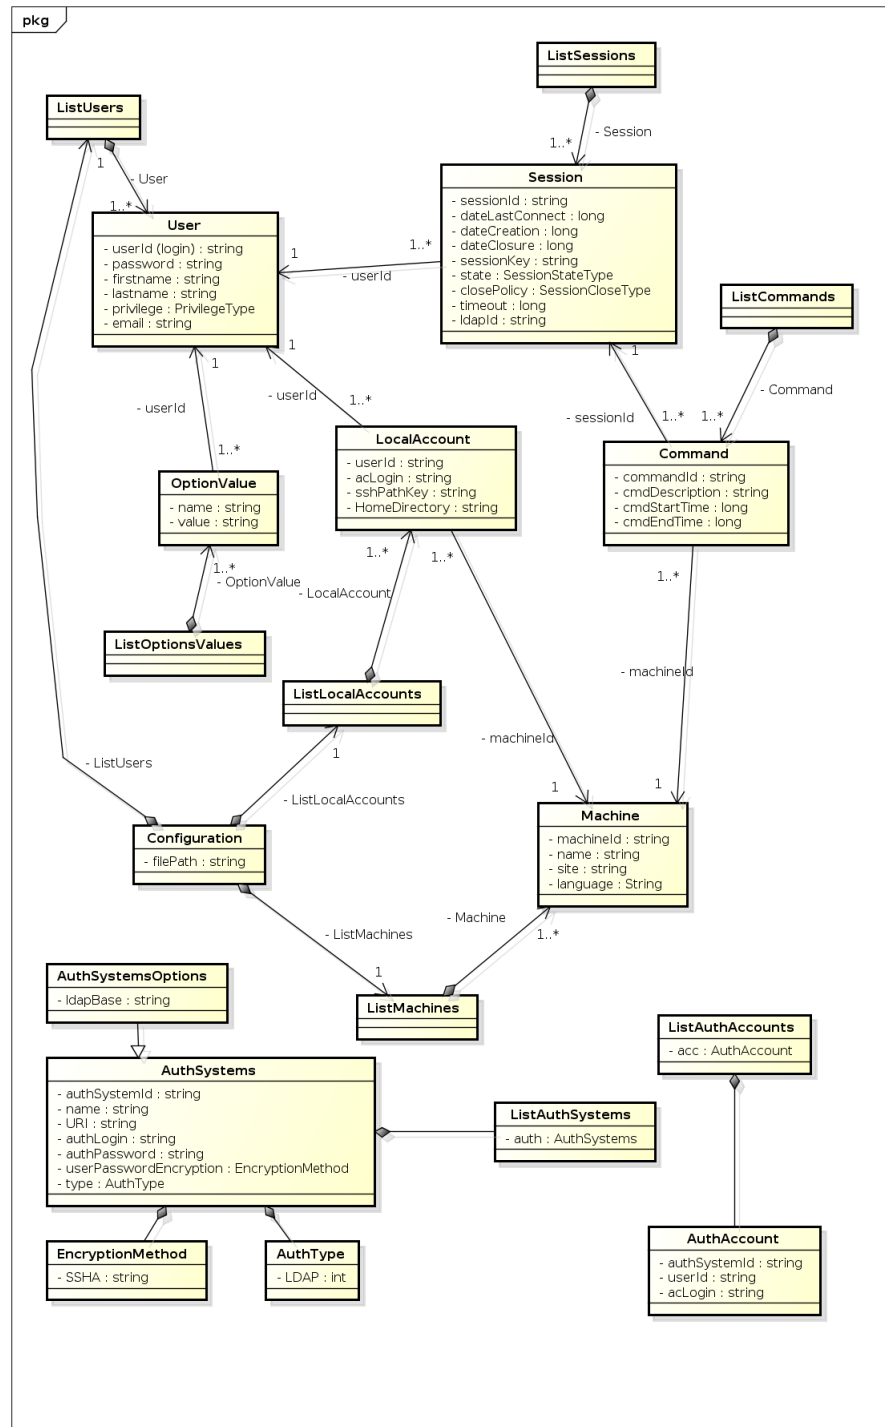 pkg
ListSessions
- Session
1..*
ListUsers
1
- User
1..*
User
- userId (login) : string
- password : string
- firstname : string
- lastname : string
- privilege : PrivilegeType
- email : string
Session
- sessionId : string
- dateLastConnect : long
- dateCreation : long
- dateClosure : long
- sessionKey : string
- state : SessionStateType
- closePolicy : SessionCloseType
- timeout : long
- ldapId : string
1
1..*
- userId
ListCommands
- Command
1..*
1
1..*
- sessionId
1
- userId
1..*
1
- userId
1..*
LocalAccount
- userId : string
- acLogin : string
- sshPathKey : string
- HomeDirectory : string
Command
- commandId : string
- cmdDescription : string
- cmdStartTime : long
- cmdEndTime : long
OptionValue
- name : string
- value : string
1..*
- OptionValue
1..*
- LocalAccount
1..*
1..*
ListOptionsValues
ListLocalAccounts
- machineId
- machineId
1
- ListUsers
- ListLocalAccounts
1
1
Configuration
- filePath : string
Machine
- machineId : string
- name : string
- site : string
- language : String
- Machine
1..*
- ListMachines
1
ListMachines
AuthSystemsOptions
- ldapBase : string
ListAuthAccounts
- acc : AuthAccount
AuthSystems
- authSystemId : string
- name : string
- URI : string
- authLogin : string
- authPassword : string
- userPasswordEncryption : EncryptionMethod
- type : AuthType
ListAuthSystems
- auth : AuthSystems
EncryptionMethod
- SSHA : string
AuthType
- LDAP : int
AuthAccount
- authSystemId : string
- userId : string
- acLogin : string